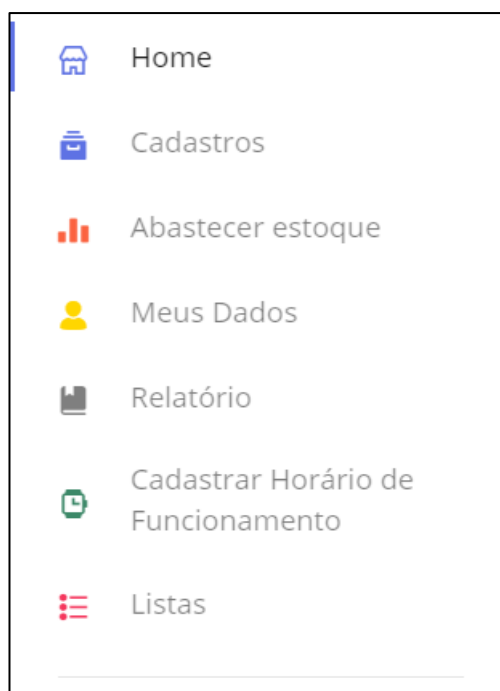 Home
Cadastros
Abastecer estoque
Meus Dados
Relatório
Cadastrar Horário de
Funcionamento
Listas